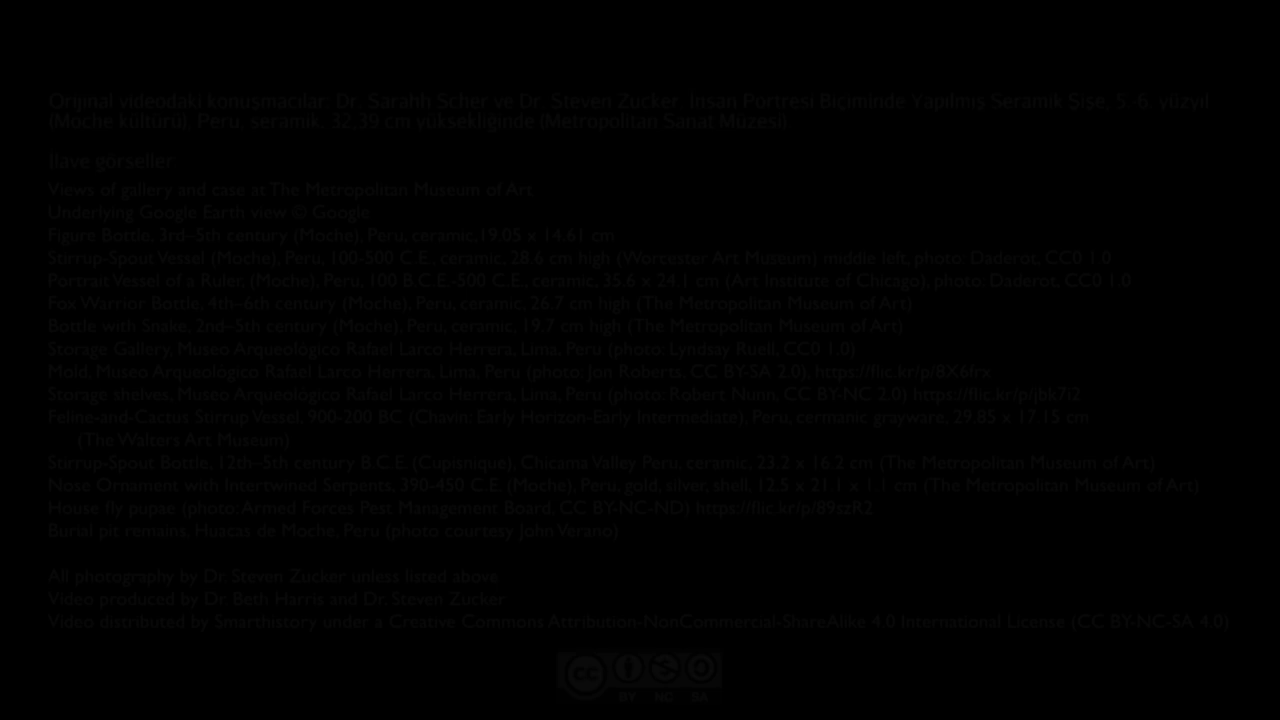 Orijinal videodaki konuşmacılar: Dr. Sarahh Scher ve Dr. Steven Zucker. İnsan Portresi Biçiminde Yapılmış Seramik Şişe, 5.-6. yüzyıl
(Moche kültürü), Peru, seramik, 32.39 cm yüksekliğinde (Metropolitan Sanat Müzesi).
İlave görseller
Views of gallery and case at The Metropolitan Museum of Art
Underlying Google Earth view © Google
Figure Bottle, 3rd–5th century (Moche), Peru, ceramic,19.05 x 14.61 cm
Stirrup-Spout Vessel (Moche), Peru, 100-500 C.E., ceramic, 28.6 cm high (Worcester Art Museum) middle left, photo: Daderot, CC0 1.0
Portrait Vessel of a Ruler, (Moche), Peru, 100 B.C.E.-500 C.E., ceramic, 35.6 x 24.1 cm (Art Institute of Chicago), photo: Daderot, CC0 1.0
Fox Warrior Bottle, 4th–6th century (Moche), Peru, ceramic, 26.7 cm high (The Metropolitan Museum of Art)
Bottle with Snake, 2nd–5th century (Moche), Peru, ceramic, 19.7 cm high (The Metropolitan Museum of Art)
Storage Gallery, Museo Arqueológico Rafael Larco Herrera, Lima, Peru (photo: Lyndsay Ruell, CC0 1.0)
Mold, Museo Arqueológico Rafael Larco Herrera, Lima, Peru (photo: Jon Roberts, CC BY-SA 2.0), https://flic.kr/p/8X6frx
Storage shelves, Museo Arqueológico Rafael Larco Herrera, Lima, Peru (photo: Robert Nunn, CC BY-NC 2.0) https://flic.kr/p/jbk7i2
Feline-and-Cactus Stirrup Vessel, 900-200 BC (Chavin: Early Horizon-Early Intermediate), Peru, cermanic grayware, 29.85 x 17.15 cm
(The Walters Art Museum)
Stirrup-Spout Bottle, 12th–5th century B.C.E. (Cupisnique), Chicama Valley Peru, ceramic, 23.2 x 16.2 cm (The Metropolitan Museum of Art)
Nose Ornament with Intertwined Serpents, 390-450 C.E. (Moche), Peru, gold, silver, shell, 12.5 x 21.1 x 1.1 cm (The Metropolitan Museum of Art)
House fly pupae (photo: Armed Forces Pest Management Board, CC BY-NC-ND) https://flic.kr/p/89szR2
Burial pit remains, Huacas de Moche, Peru (photo courtesy John Verano)
All photography by Dr. Steven Zucker unless listed above
Video produced by Dr Beth Harris and Dr. Steven Zucker
Video distributed by Smarthistory under a Creative Commons Attribution-NonCommercial-ShareAlike 4.0 International License (CC BY-NC-SA 4.0)
cc BY NC SA